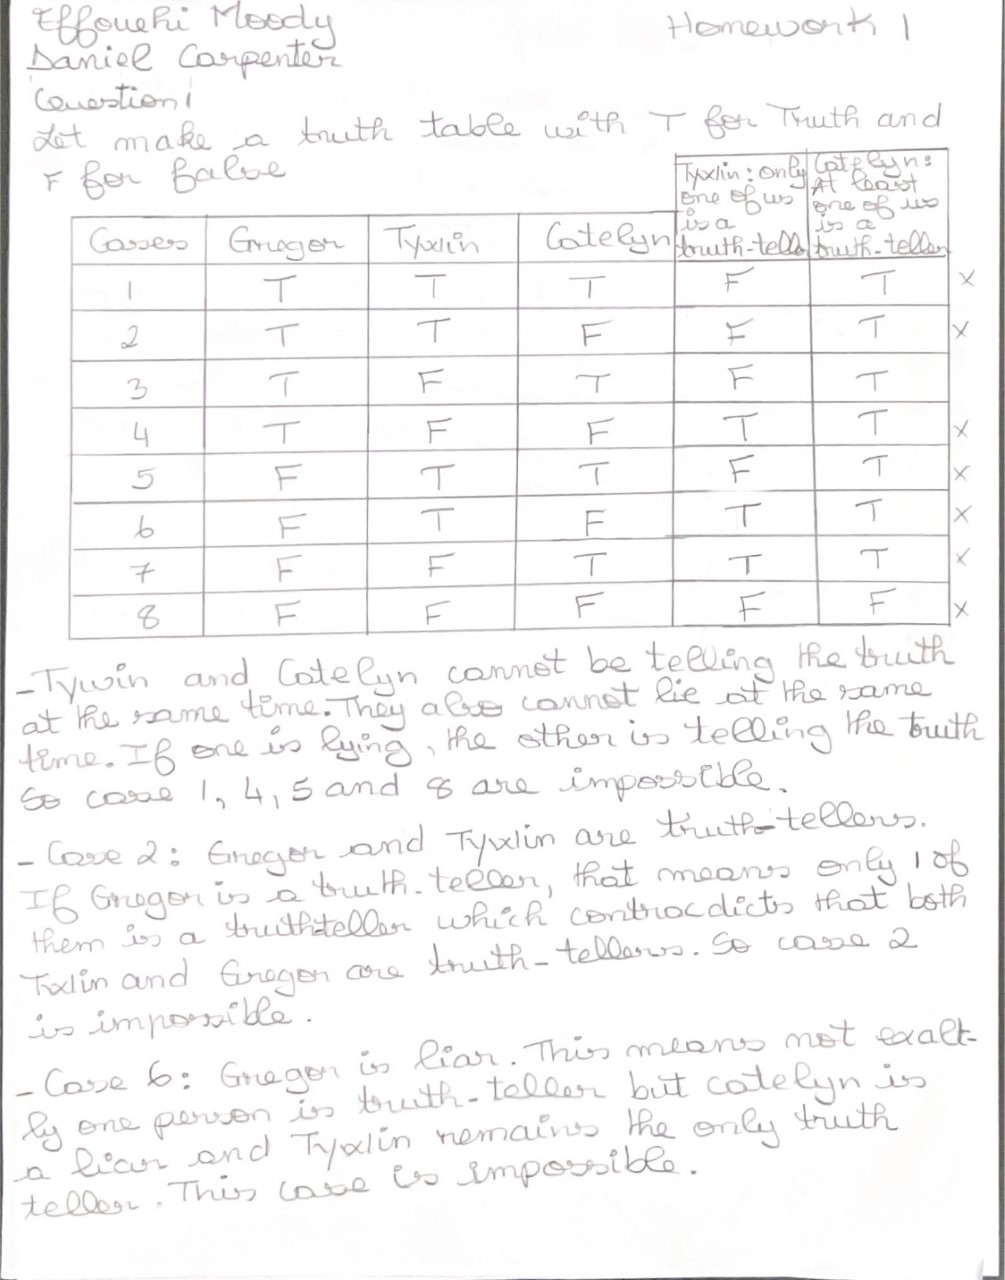 Effouehi Moody
Homework 1
Daniel Carpenter
Question 1
Let make a truth table with T for Truth and
F for false
Tyxlin: only one of us is a truth-telle
Catelyn: At least one of us is a truth-teller
Cases Gregor Tyxlin Catelyn
1 T T T F T x
2 T T F F T x
3 T F T F T
4 T F F T T x
5 F T T F T x
6 F T F T T x
7 F F T T T x
8 F F F F F x
- Tywin and Catelyn cannot be telling the truth
at the same time. They also cannot lie at the same
time. If one is lying, the other is telling the truth
So case 1, 4, 5 and 8 are impossible.
- Case 2: Gregor and Tyxlin are truth-tellers.
If Gregor is a truth-teller, that means only 1 of
them is a truth-teller which contracdicts that both
Txlin and Gregor are truth-tellers. So case 2
is impossible.
- Case 6: Gregor is liar. This means not exalt-
ly one person is truth-teller but catelyn is
a liar and Tyxlin remains the only truth
teller. This case is impossible.